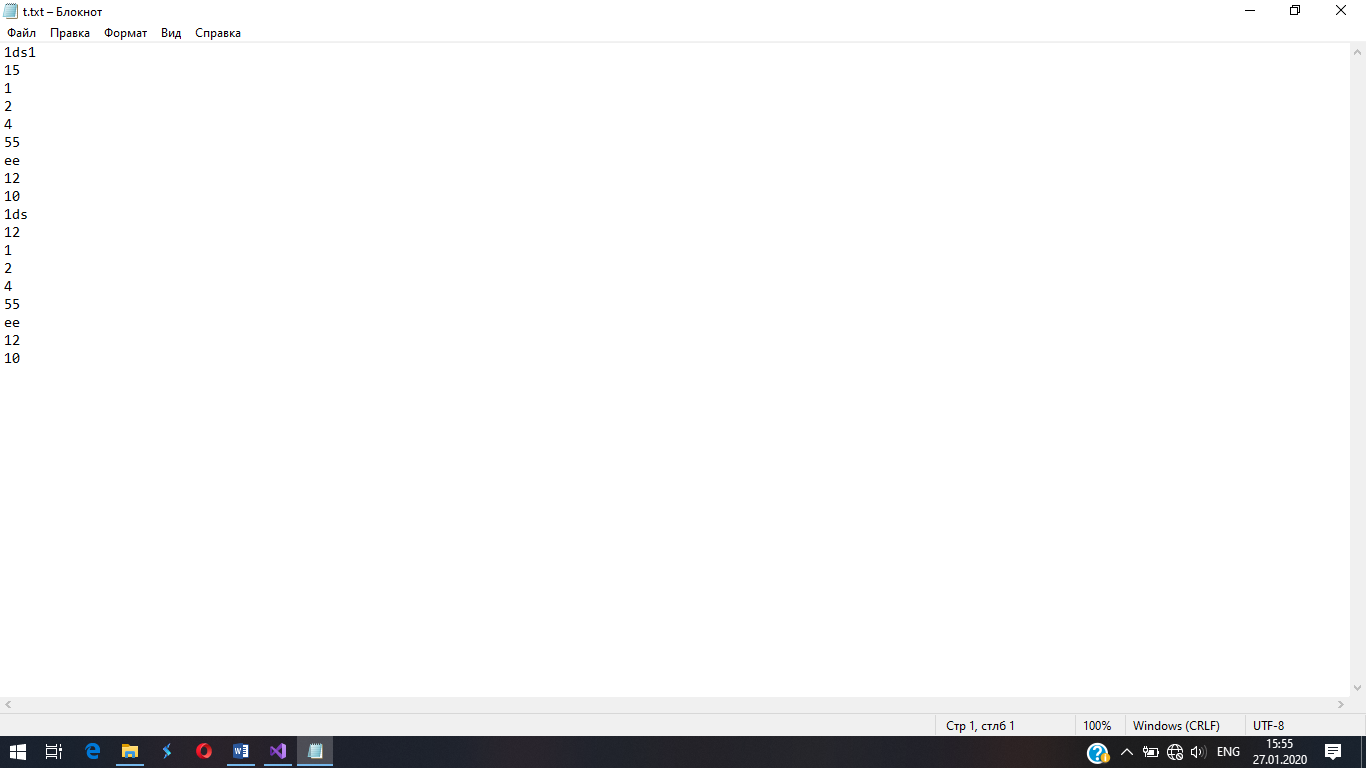 t.txt – Блокнот
Файл Правка Формат Вид Справка
1ds1
15
1
2
4
55
ee
12
10
1ds
12
1
2
4
55
ee
12
10
Стр 1, стлб 1 100% Windows (CRLF) UTF-8
ENG 15:55
27.01.2020